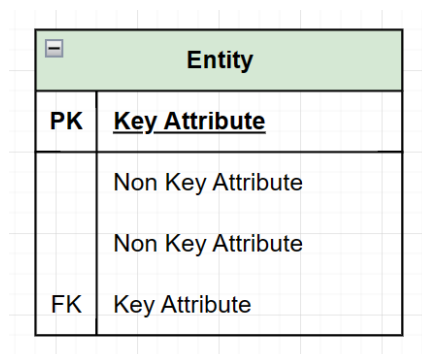 Entity
PK Key Attribute
Non Key Attribute
Non Key Attribute
FK Key Attribute